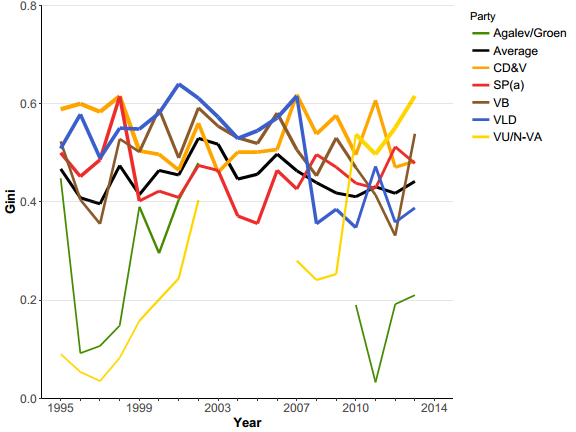 0.8
0.6
0.4
0.2
0.0
Gini
1995
1999
2003
2007
2010
2014
Year
Party
Agalev/Groen
Average
CD&V
SP(a)
VB
VLD
VU/N-VA